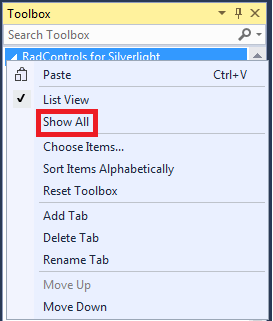 Toolbox
Search Toolbox
RadControls for Silverlight
Paste Ctrl+V
List View
Show All
Choose Items...
Sort Items Alphabetically
Reset Toolbox
Add Tab
Delete Tab
Rename Tab
Move Up
Move Down